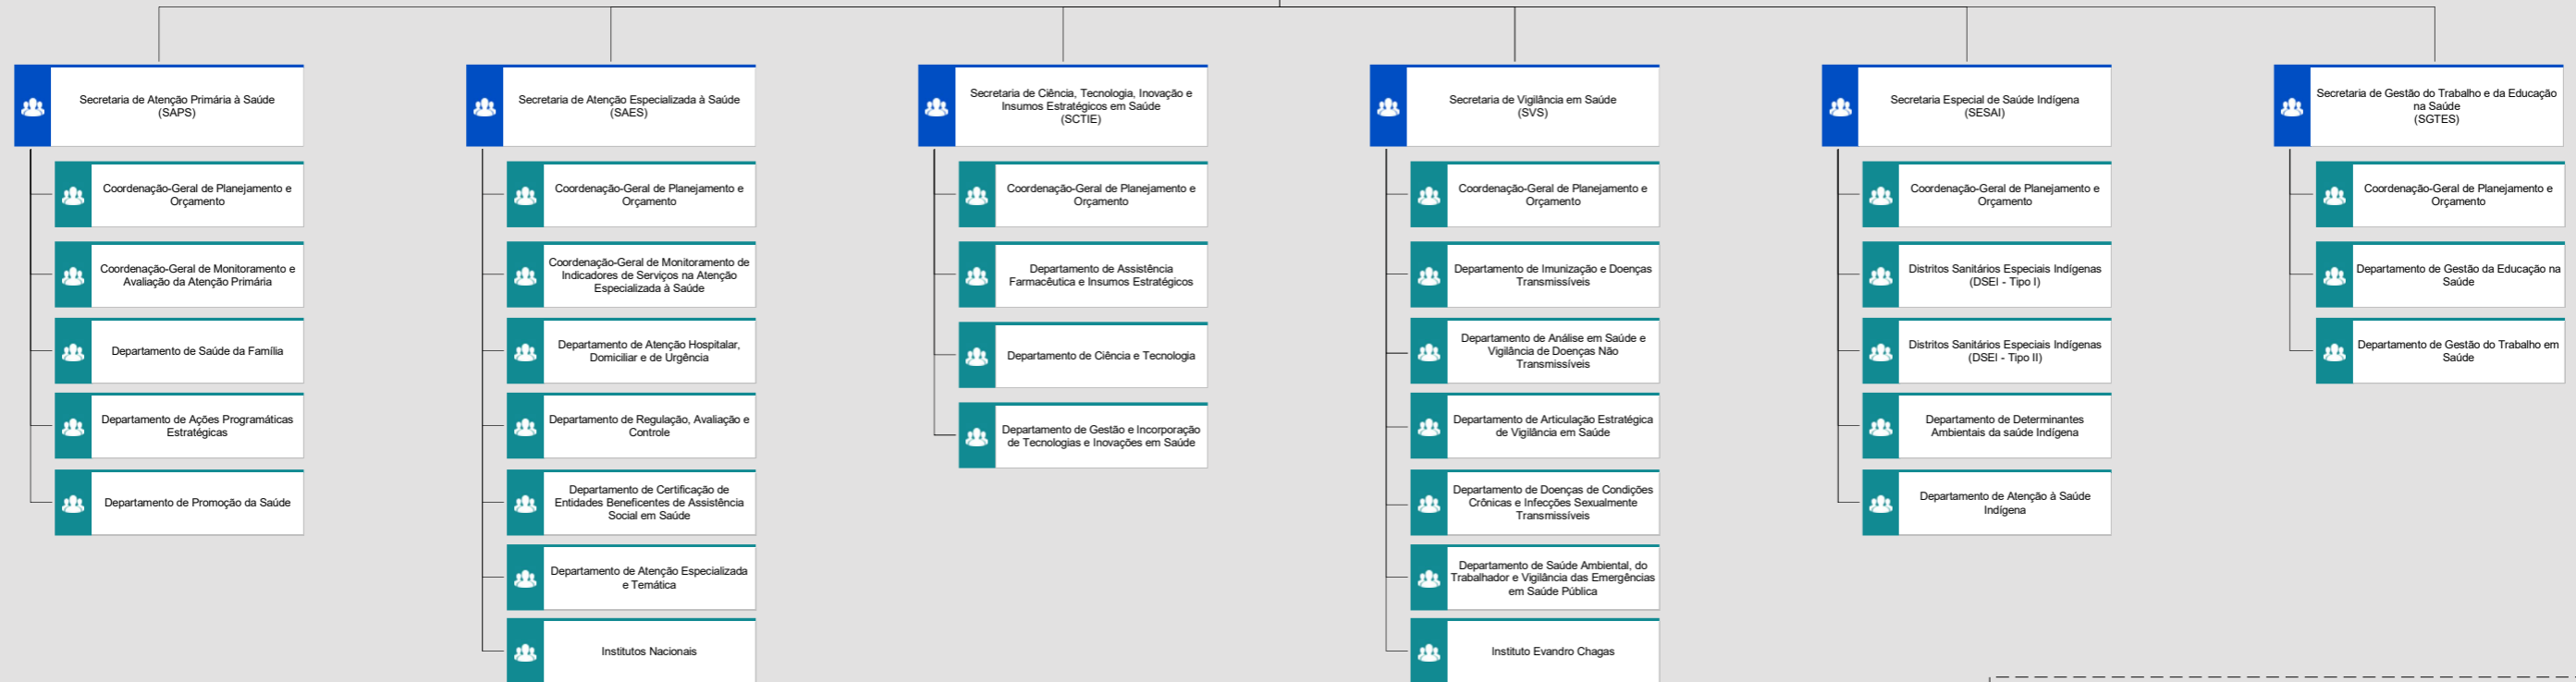 Secretaria de Atenção Primária à Saúde
(SAPS)
Coordenação-Geral de Planejamento e
Orçamento
Coordenação-Geral de Monitoramento e
Avaliação da Atenção Primária
Departamento de Saúde da Família
Departamento de Ações Programáticas
Estratégicas
Departamento de Promoção da Saúde
Secretaria de Atenção Especializada à Saúde
(SAES)
Coordenação-Geral de Planejamento e
Orçamento
Coordenação-Geral de Monitoramento de
Indicadores de Serviços na Atenção
Especializada à Saúde
Departamento de Atenção Hospitalar,
Domiciliar e de Urgência
Departamento de Regulação, Avaliação e
Controle
Departamento de Certificação de
Entidades Beneficentes de Assistência
Social em Saúde
Departamento de Atenção Especializada
e Temática
Institutos Nacionais
Secretaria de Ciência, Tecnologia, Inovação e
Insumos Estratégicos em Saúde
(SCTIE)
Coordenação-Geral de Planejamento e
Orçamento
Departamento de Assistência
Farmacêutica e Insumos Estratégicos
Departamento de Ciência e Tecnologia
Departamento de Gestão e Incorporação
de Tecnologias e Inovações em Saúde
Secretaria de Vigilância em Saúde
(SVS)
Coordenação-Geral de Planejamento e
Orçamento
Departamento de Imunização e Doenças
Transmissíveis
Departamento de Análise em Saúde e
Vigilância de Doenças Não
Transmissíveis
Departamento de Articulação Estratégica
de Vigilância em Saúde
Departamento de Doenças de Condições
Crônicas e Infecções Sexualmente
Transmissíveis
Departamento de Saúde Ambiental, do
Trabalhador e Vigilância das Emergências
em Saúde Pública
Instituto Evandro Chagas
Secretaria Especial de Saúde Indígena
(SESAI)
Coordenação-Geral de Planejamento e
Orçamento
Distritos Sanitários Especiais Indígenas
(DSEI - Tipo I)
Distritos Sanitários Especiais Indígenas
(DSEI - Tipo II)
Departamento de Determinantes
Ambientais da saúde Indígena
Departamento de Atenção à Saúde
Indígena
Secretaria de Gestão do Trabalho e da Educação
na Saúde
(SGTES)
Coordenação-Geral de Planejamento e
Orçamento
Departamento de Gestão da Educação na
Saúde
Departamento de Gestão do Trabalho em
Saúde